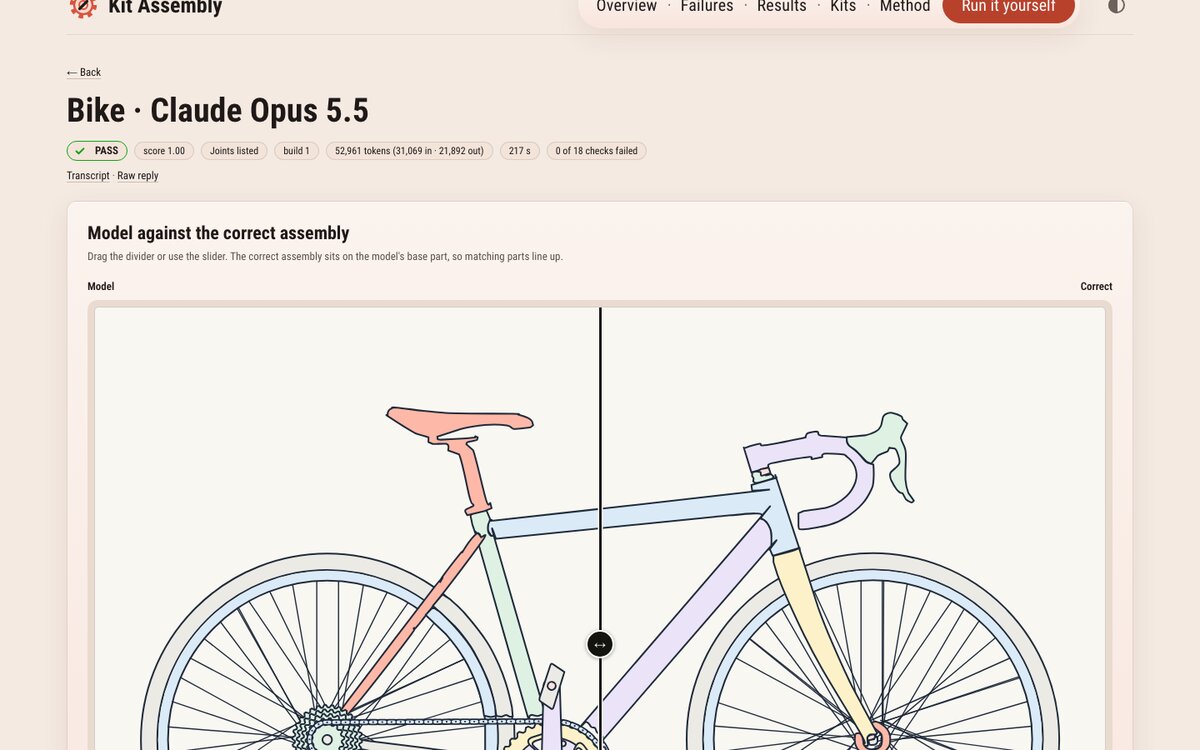 Kit Assembly
Overview · Failures · Results · Kits · Method Run it yourself
← Back
Bike · Claude Opus 5.5
PASS score 1.00 Joints listed build 1 52,961 tokens (31,069 in · 21,892 out) 217 s 0 of 18 checks failed
Transcript · Raw reply
Model against the correct assembly
Drag the divider or use the slider. The correct assembly sits on the model's base part, so matching parts line up.
Model Correct